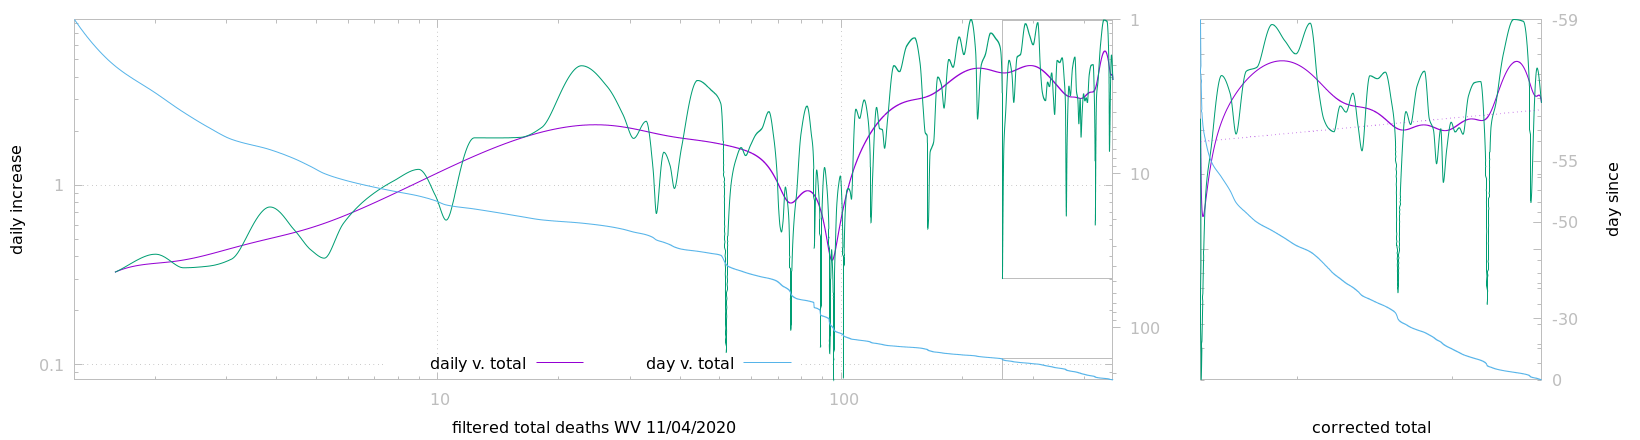 daily increase
1
0.1
10
100
daily v. total
day v. total
filtered total deaths WV 11/04/2020
1
10
100
-59
-55
-50
-30
0
day since
corrected total